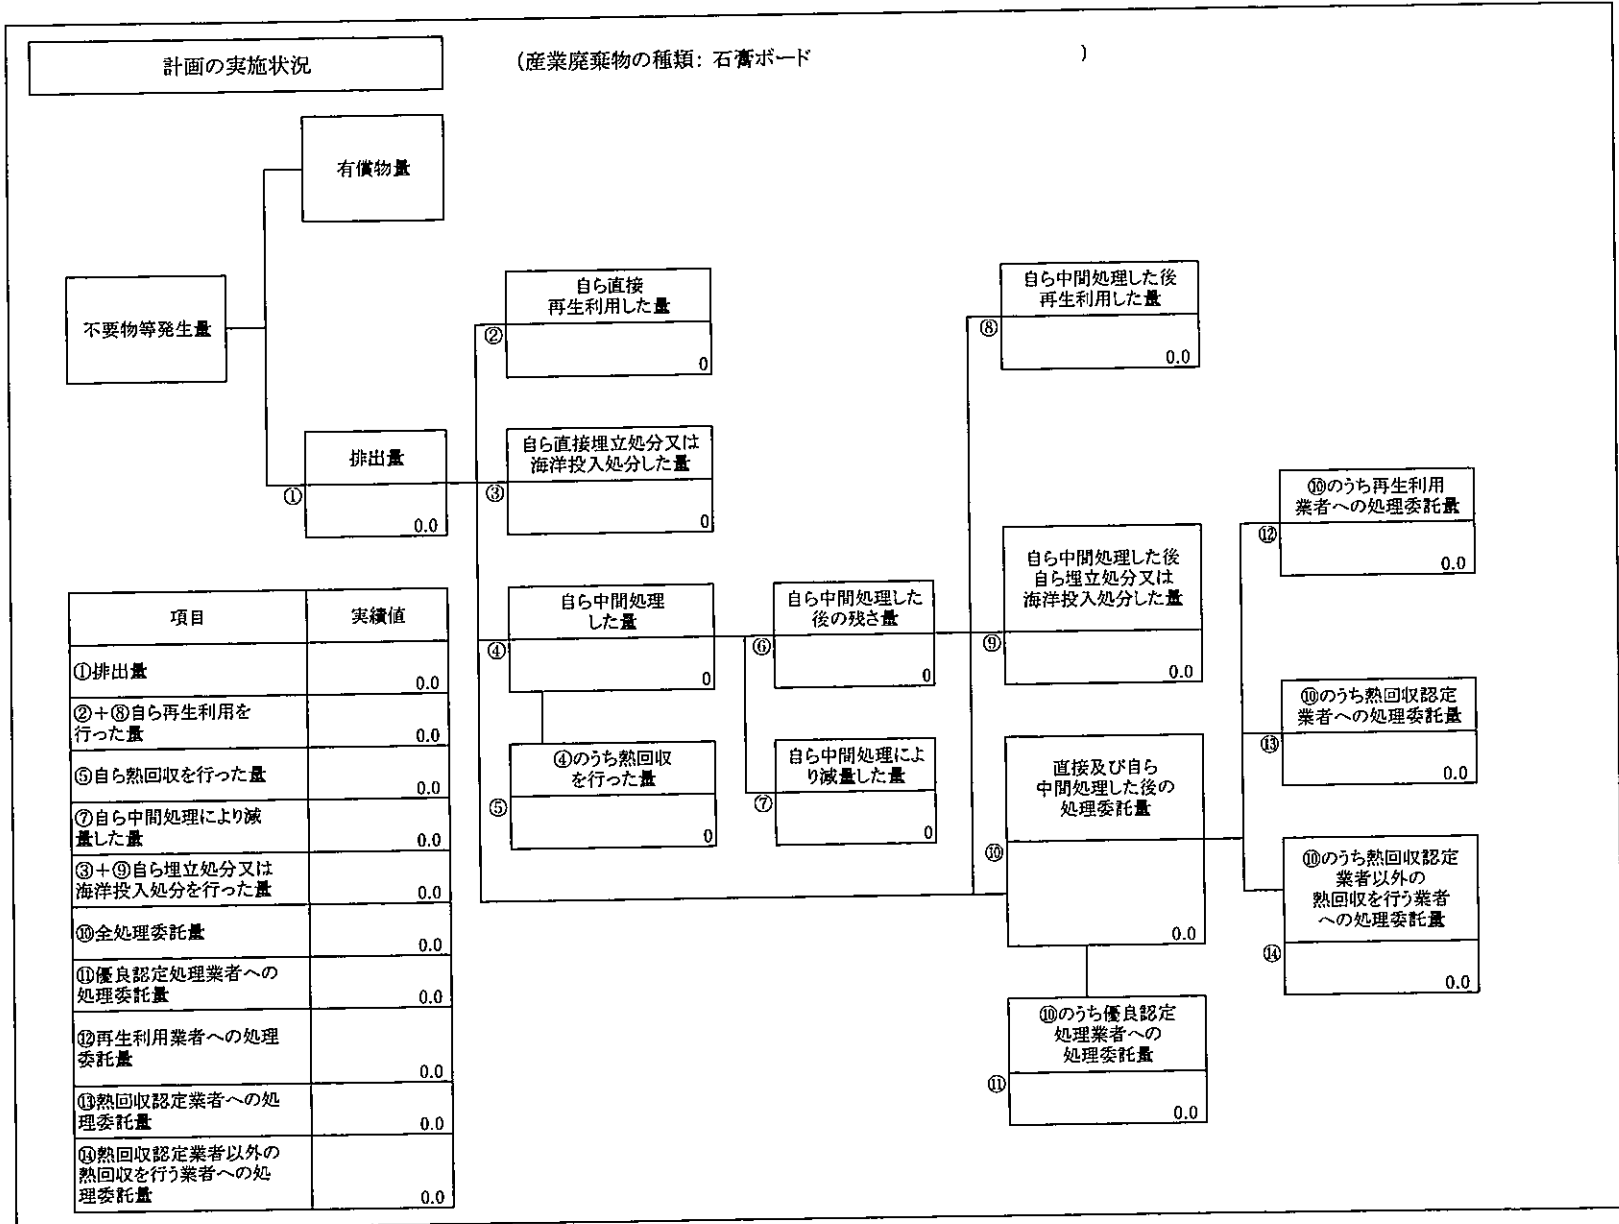 計画の実施状況
(産業廃棄物の種類: 石膏ボード )
有償物量
不要物等発生量
排出量
①
0.0
自ら直接
再生利用した量
②
0
自ら直接埋立処分又は
海洋投入処分した量
③
0
自ら中間処理
した量
④
0
④のうち熱回収
を行った量
⑤
0
自ら中間処理した
後の残さ量
⑥
0
自ら中間処理によ
り減量した量
⑦
0
自ら中間処理した後
再生利用した量
⑧
0.0
自ら中間処理した後
自ら埋立処分又は
海洋投入処分した量
⑨
0.0
直接及び自ら
中間処理した後の
処理委託量
⑩
0.0
⑩のうち優良認定
処理業者への
処理委託量
⑪
0.0
⑩のうち再生利用
業者への処理委託量
⑫
0.0
⑩のうち熱回収認定
業者への処理委託量
⑬
0.0
⑩のうち熱回収認定
業者以外の
熱回収を行う業者
への処理委託量
⑭
0.0
項目 実績値
①排出量
0.0
②+⑧自ら再生利用を
行った量
0.0
⑤自ら熱回収を行った量
0.0
⑦自ら中間処理により減
量した量
0.0
③+⑨自ら埋立処分又は
海洋投入処分を行った量
0.0
⑩全処理委託量
0.0
⑪優良認定処理業者への
処理委託量
0.0
⑫再生利用業者への処理
委託量
0.0
⑬熱回収認定業者への処
理委託量
0.0
⑭熱回収認定業者以外の
熱回収を行う業者への処
理委託量
0.0